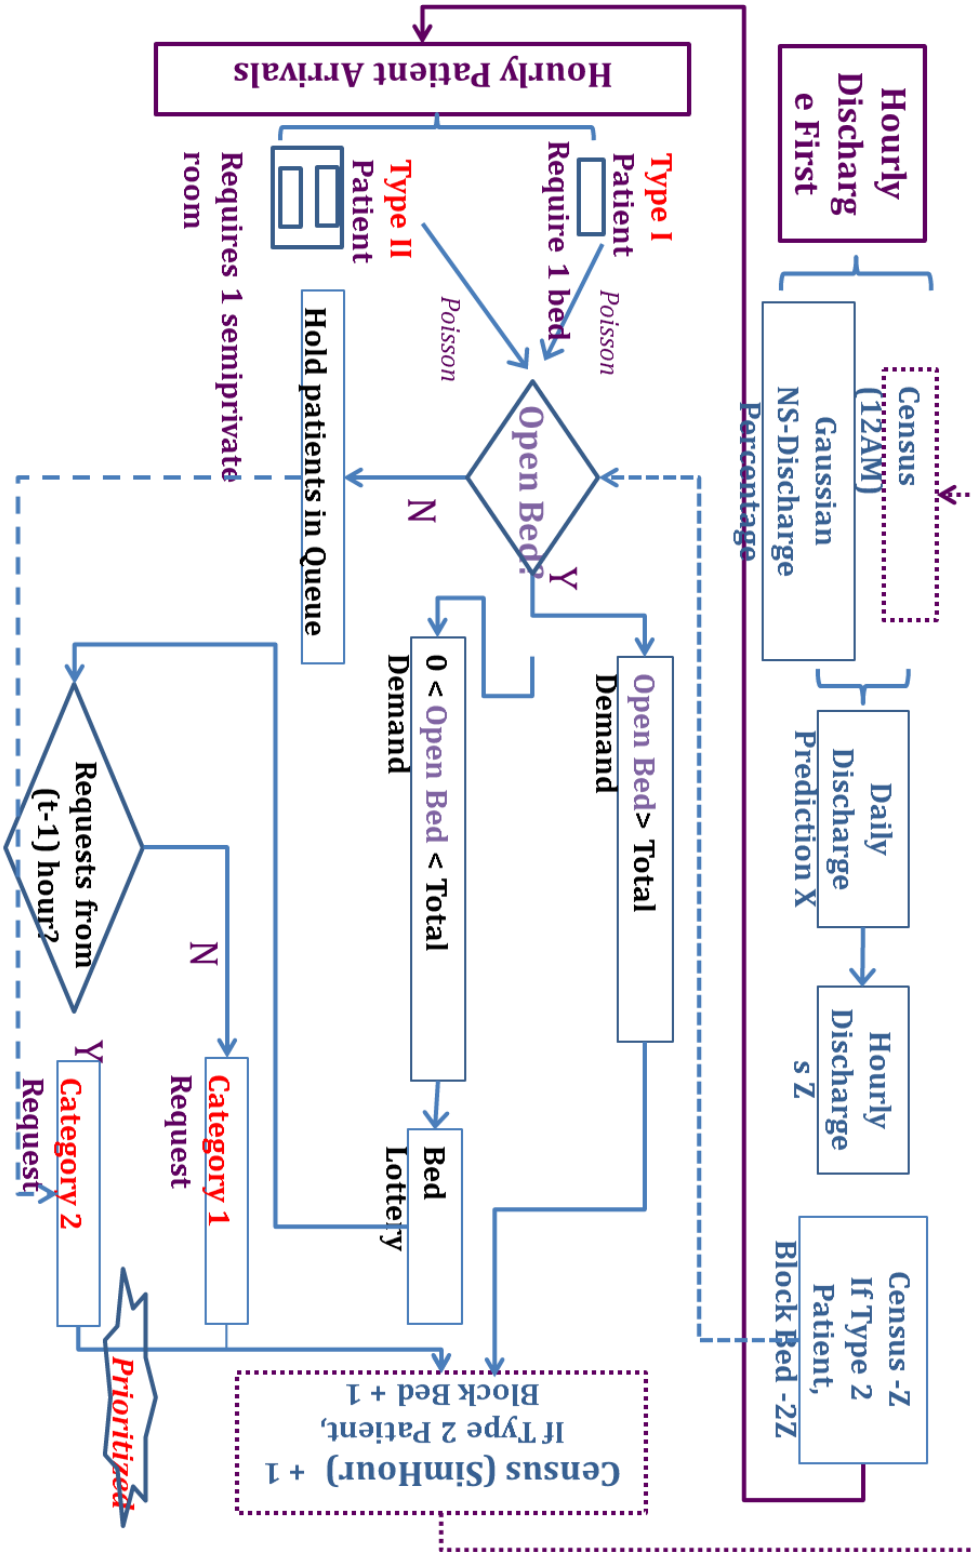 Hourly
Discharg
e First
Census
(12AM)
Gaussian
NS-Discharge
Percentage
Daily
Discharge
Prediction X
Hourly
Discharge
s Z
Census -Z
If Type 2
Patient,
Block Bed -2Z
Hourly Patient Arrivals
Type I
Patient
Require 1 bed
Poisson
Type II
Patient
Requires 1 semiprivate
room
Poisson
Open Bed?
Y
N
Hold patients in Queue
Open Bed> Total
Demand
0 < Open Bed < Total
Demand
Bed
Lottery
Requests from
(t-1) hour?
N
Y
Category 1
Request
Category 2
Request
Prioritized
Census (SimHour) + 1
If Type 2 Patient,
Block Bed + 1